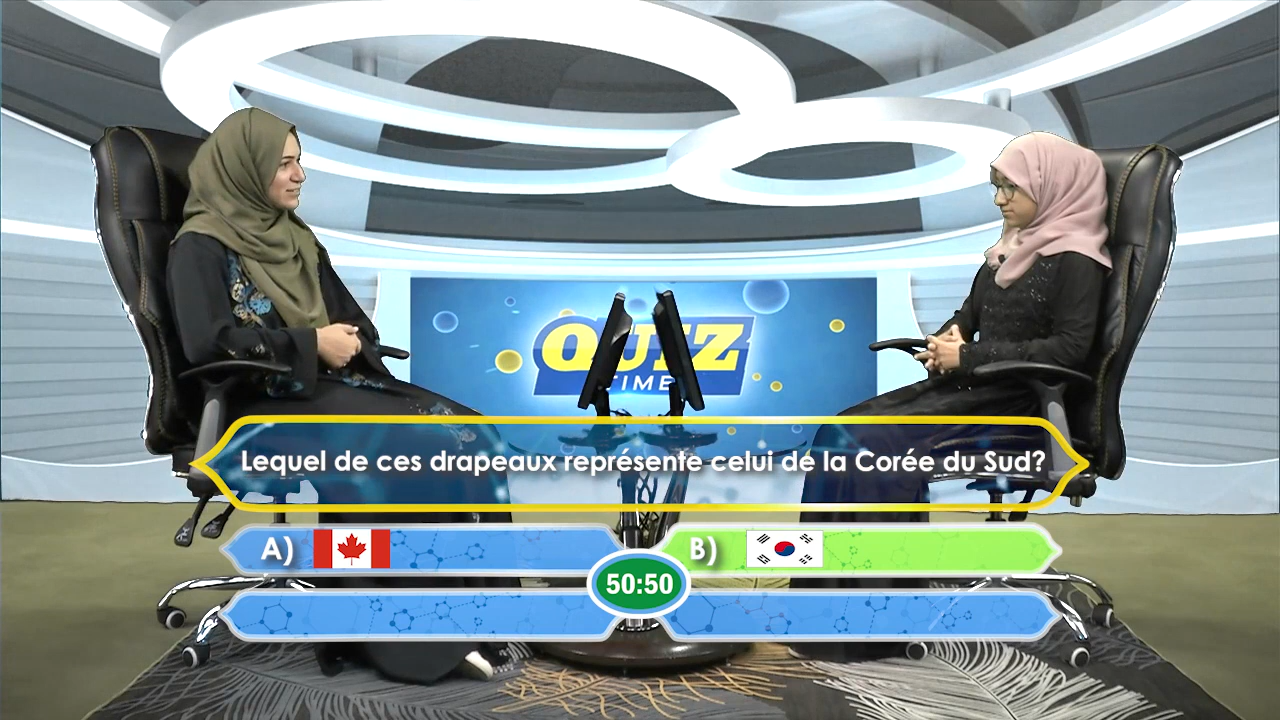 QUIZ
TIME
Lequel de ces drapeaux représente celui de la Corée du Sud?
A)
B)
50:50